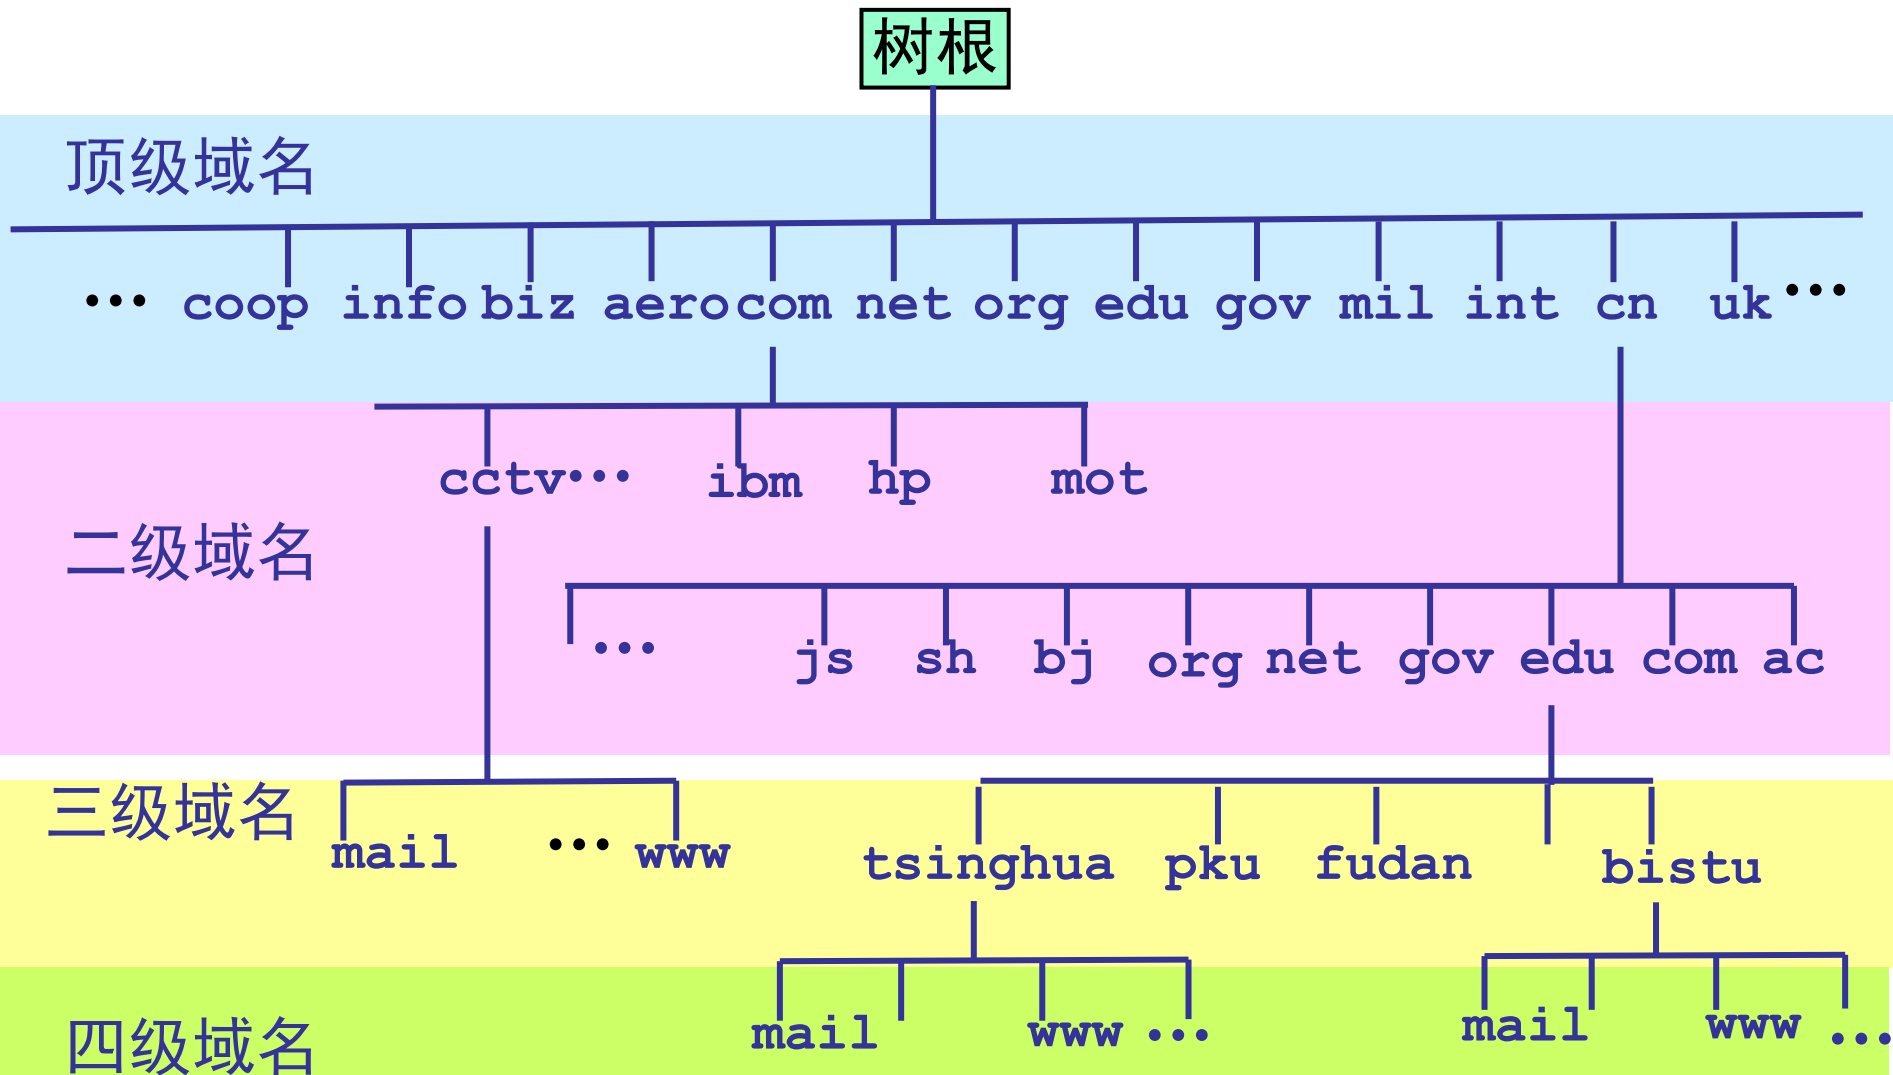 树根
顶级域名
··· coop info biz aero com net org edu gov mil int cn uk ···
cctv ··· ibm hp mot
二级域名
··· js sh bj org net gov edu com ac
三级域名
mail ··· www
tsinghua pku fudan bistu
四级域名
mail www ··· mail www ···